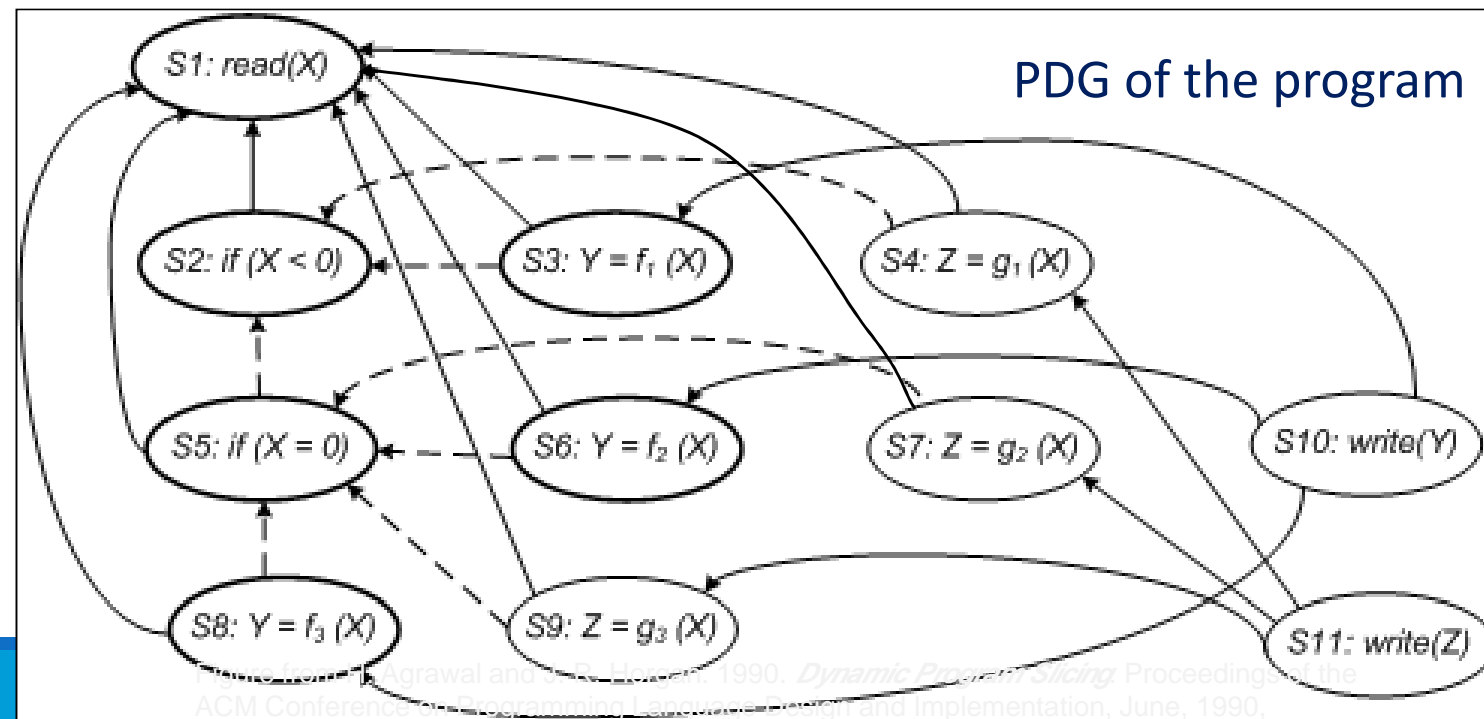 PDG of the program
S1: read(X)
S2: if (X < 0)
S3: Y = f₁ (X)
S4: Z = g₁ (X)
S5: if (X = 0)
S6: Y = f₂ (X)
S7: Z = g₂ (X)
S10: write(Y)
S8: Y = f₃ (X)
S9: Z = g₃ (X)
S11: write(Z)
Figure from H. Agrawal and J. R. Horgan. 1990. Dynamic Program Slicing. Proceedings of the
ACM Conference on Programming Language Design and Implementation, June, 1990,